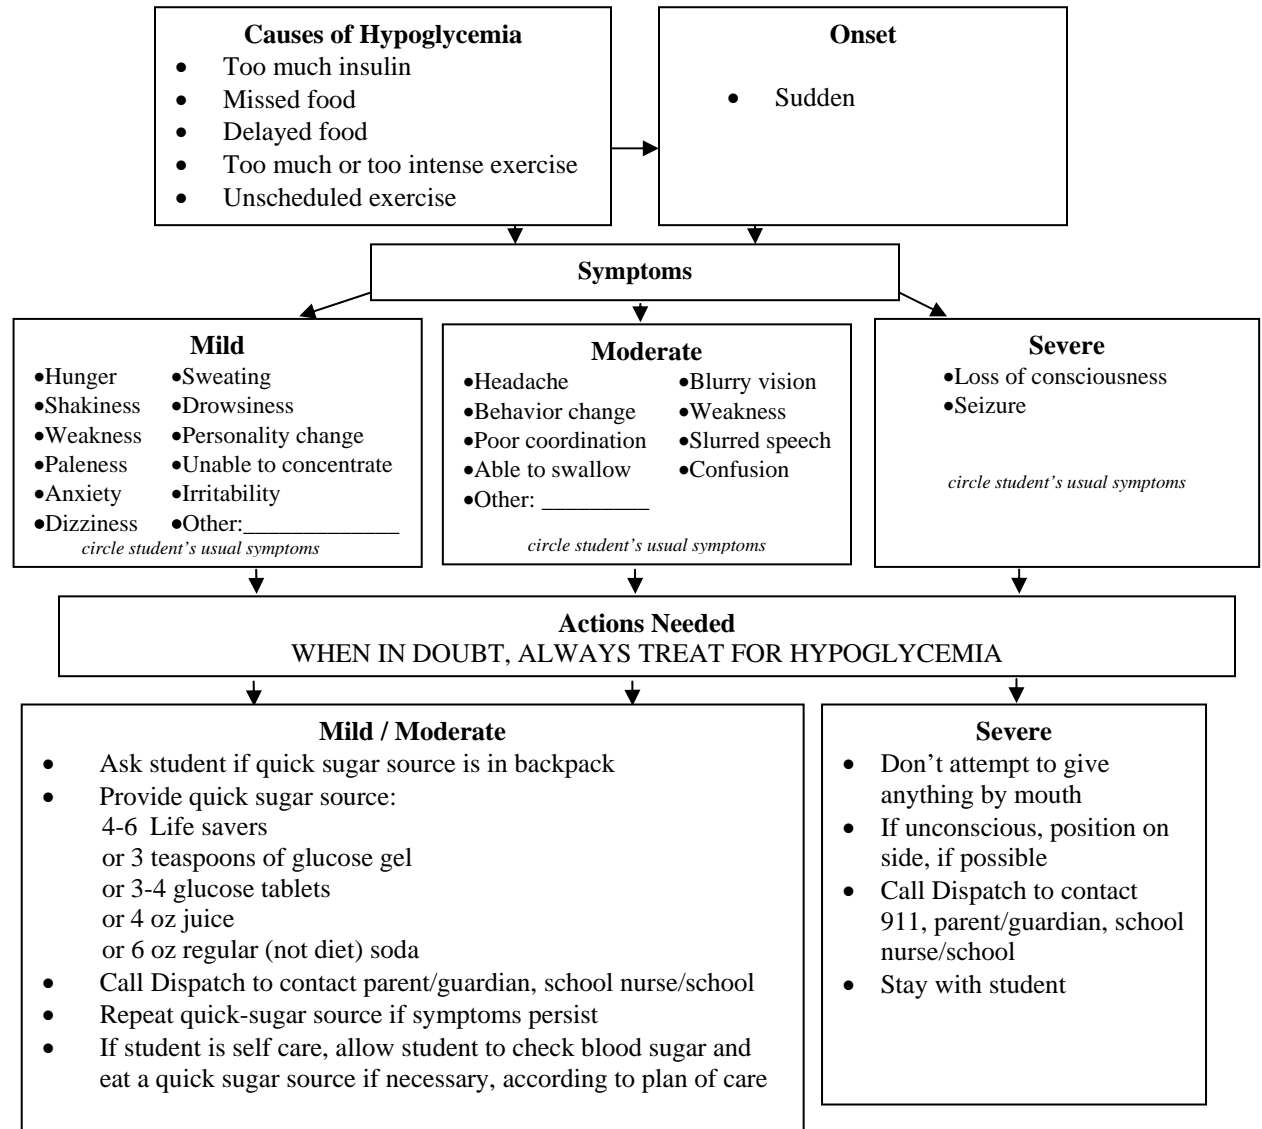 Causes of Hypoglycemia
• Too much insulin
• Missed food
• Delayed food
• Too much or too intense exercise
• Unscheduled exercise
Onset
• Sudden
Symptoms
Mild
•Hunger •Sweating
•Shakiness •Drowsiness
•Weakness •Personality change
•Paleness •Unable to concentrate
•Anxiety •Irritability
•Dizziness •Other:_____________
circle student's usual symptoms
Moderate
•Headache •Blurry vision
•Behavior change •Weakness
•Poor coordination •Slurred speech
•Able to swallow •Confusion
•Other: _________
circle student's usual symptoms
Severe
•Loss of consciousness
•Seizure
circle student's usual symptoms
Actions Needed
WHEN IN DOUBT, ALWAYS TREAT FOR HYPOGLYCEMIA
Mild / Moderate
• Ask student if quick sugar source is in backpack
• Provide quick sugar source:
4-6 Life savers
or 3 teaspoons of glucose gel
or 3-4 glucose tablets
or 4 oz juice
or 6 oz regular (not diet) soda
• Call Dispatch to contact parent/guardian, school nurse/school
• Repeat quick-sugar source if symptoms persist
• If student is self care, allow student to check blood sugar and
eat a quick sugar source if necessary, according to plan of care
Severe
• Don't attempt to give
anything by mouth
• If unconscious, position on
side, if possible
• Call Dispatch to contact
911, parent/guardian, school
nurse/school
• Stay with student